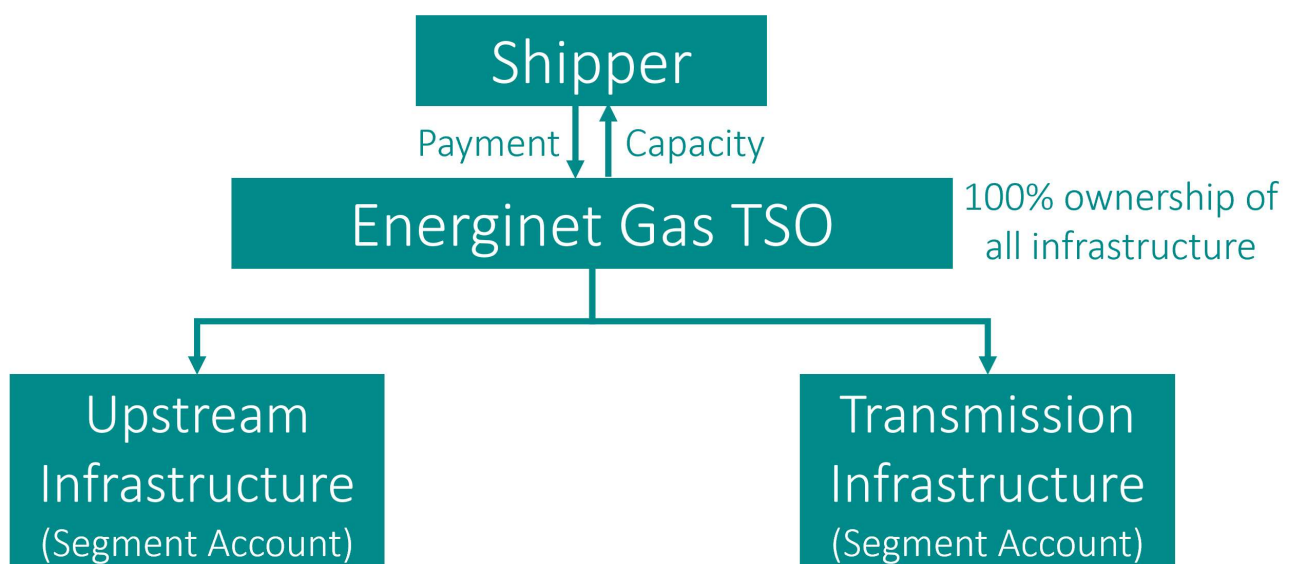 Shipper
Payment
Capacity
Energinet Gas TSO
100% ownership of
all infrastructure
Upstream
Infrastructure
(Segment Account)
Transmission
Infrastructure
(Segment Account)